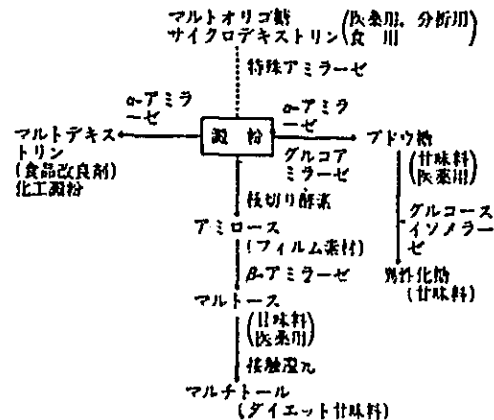 マルトオリゴ糖 (医薬用、分析用
サイクロデキストリン 食 用)
特殊アミラーゼ
α-アミラ
ーゼ
α-アミラ
ーゼ
マルトデキス
トリン
(食品改良剤)
化工澱粉
澱 粉
グルコア
ミラーゼ
ブドウ糖
(甘味料
医薬用)
枝切り酵素
グルコース
イソメラー
ゼ
アミロース
(フィルム素材)
β-アミラーゼ
異性化糖
(甘味料)
マルトース
(甘味料
医薬用)
接触還元
マルチトール
(ダイエット甘味料)